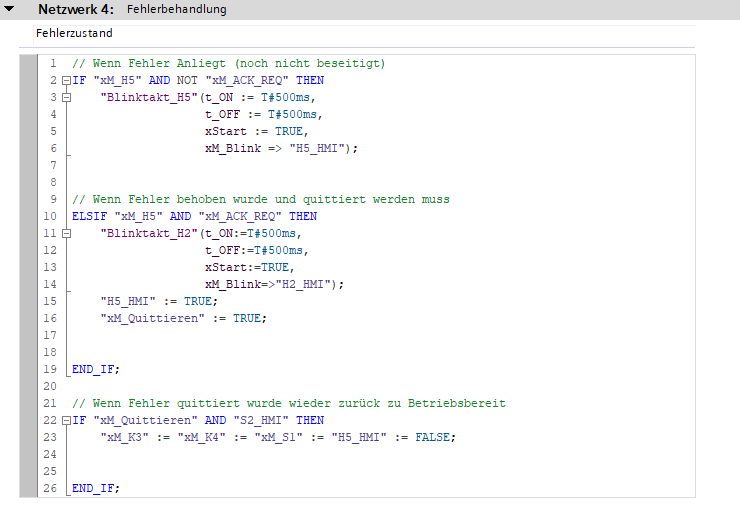 Netzwerk 4: Fehlerbehandlung
Fehlerzustand
1 // Wenn Fehler Anliegt (noch nicht beseitigt)
2 IF "xM_H5" AND NOT "xM_ACK_REQ" THEN
3 "Blinktakt_H5"(t_ON := T#500ms,
4 t_OFF := T#500ms,
5 xStart := TRUE,
6 xM_Blink => "H5_HMI");
7
8
9 // Wenn Fehler behoben wurde und quittiert werden muss
10 ELSIF "xM_H5" AND "xM_ACK_REQ" THEN
11 "Blinktakt_H2"(t_ON:=T#500ms,
12 t_OFF:=T#500ms,
13 xStart:=TRUE,
14 xM_Blink=>"H2_HMI");
15 "H5_HMI" := TRUE;
16 "xM_Quittieren" := TRUE;
17
18
19 END_IF;
20
21 // Wenn Fehler quittiert wurde wieder zurück zu Betriebsbereit
22 IF "xM_Quittieren" AND "S2_HMI" THEN
23 "xM_K3" := "xM_K4" := "xM_S1" := "H5_HMI" := FALSE;
24
25
26 END_IF;